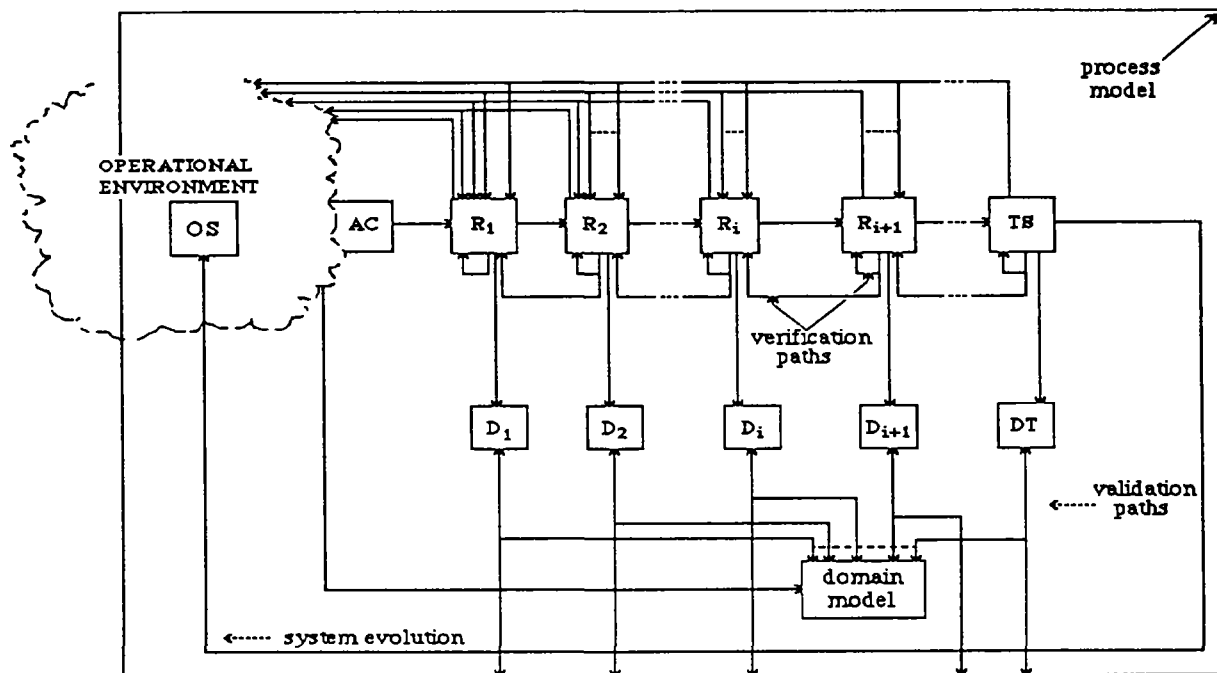 process
model
OPERATIONAL
ENVIRONMENT
OS
AC
R1
R2
Ri
Ri+1
TS
verification
paths
D1
D2
Di
Di+1
DT
validation
paths
domain
model
system evolution